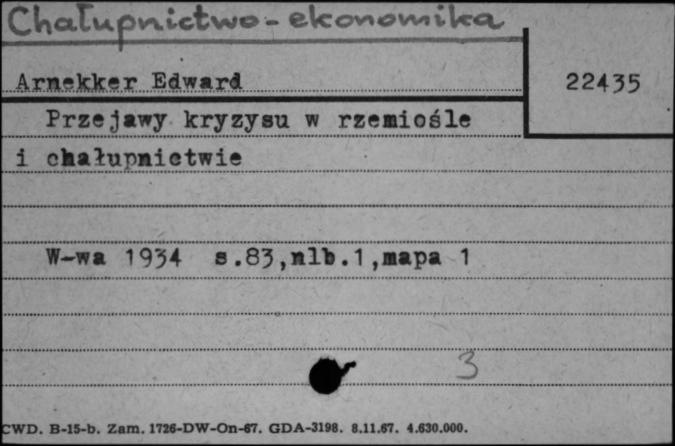 Chałupnictwo - ekonomika
Arnekker Edward
22435
Przejawy kryzysu w rzemiośle
i chałupnictwie
W-wa 1934 s.83,nlb.1,mapa 1
3
CWD. B-15-b. Zam. 1726-DW-On-67. GDA-3198. 8.11.67. 4.630.000.